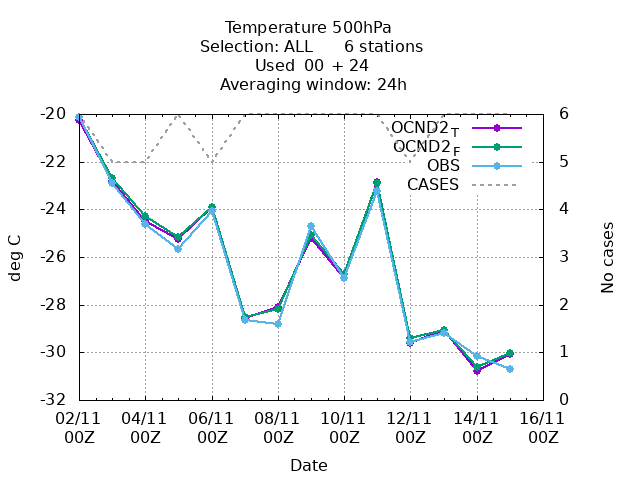 Temperature 500hPa
Selection: ALL      6 stations
Used  00 + 24
Averaging window: 24h
-20
-22
-24
-26
-28
-30
-32
deg C
6
5
4
3
2
1
0
No cases
OCND2_T
OCND2_F
OBS
CASES
02/11 04/11 06/11 08/11 10/11 12/11 14/11 16/11
00Z 00Z 00Z 00Z 00Z 00Z 00Z 00Z
Date